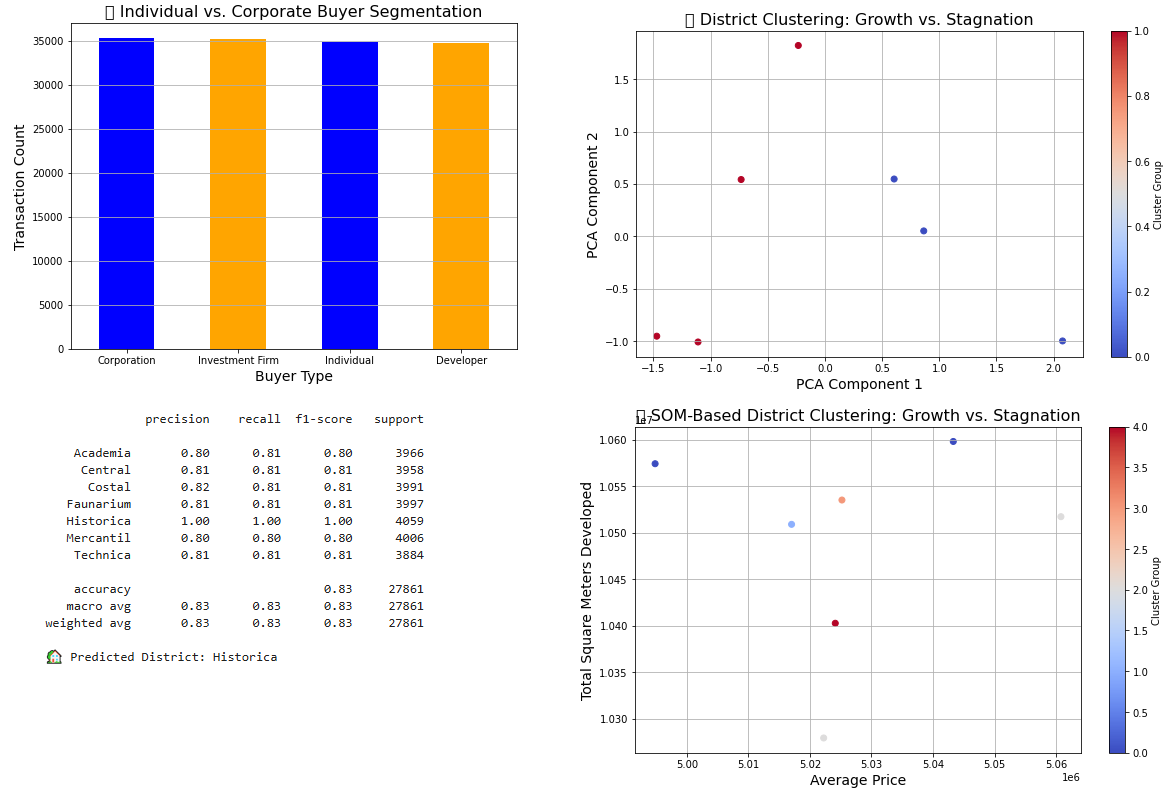 ▯ Individual vs. Corporate Buyer Segmentation
35000
30000
25000
20000
15000
10000
5000
0
Transaction Count
Corporation Investment Firm Individual Developer
Buyer Type
▯ District Clustering: Growth vs. Stagnation
1.5
1.0
0.5
0.0
−0.5
−1.0
PCA Component 2
−1.5 −1.0 −0.5 0.0 0.5 1.0 1.5 2.0
PCA Component 1
1.0
0.8
0.6
0.4
0.2
0.0
Cluster Group
precision recall f1-score support
Academia 0.80 0.81 0.80 3966
Central 0.81 0.81 0.81 3958
Costal 0.82 0.81 0.81 3991
Faunarium 0.81 0.81 0.81 3997
Historica 1.00 1.00 1.00 4059
Mercantil 0.80 0.80 0.80 4006
Technica 0.81 0.81 0.81 3884
accuracy 0.83 27861
macro avg 0.83 0.83 0.83 27861
weighted avg 0.83 0.83 0.83 27861
🏠 Predicted District: Historica
▯ SOM-Based District Clustering: Growth vs. Stagnation
1e7
1.060
1.055
1.050
1.045
1.040
1.035
1.030
Total Square Meters Developed
5.00 5.01 5.02 5.03 5.04 5.05 5.06
1e6
Average Price
4.0
3.5
3.0
2.5
2.0
1.5
1.0
0.5
0.0
Cluster Group